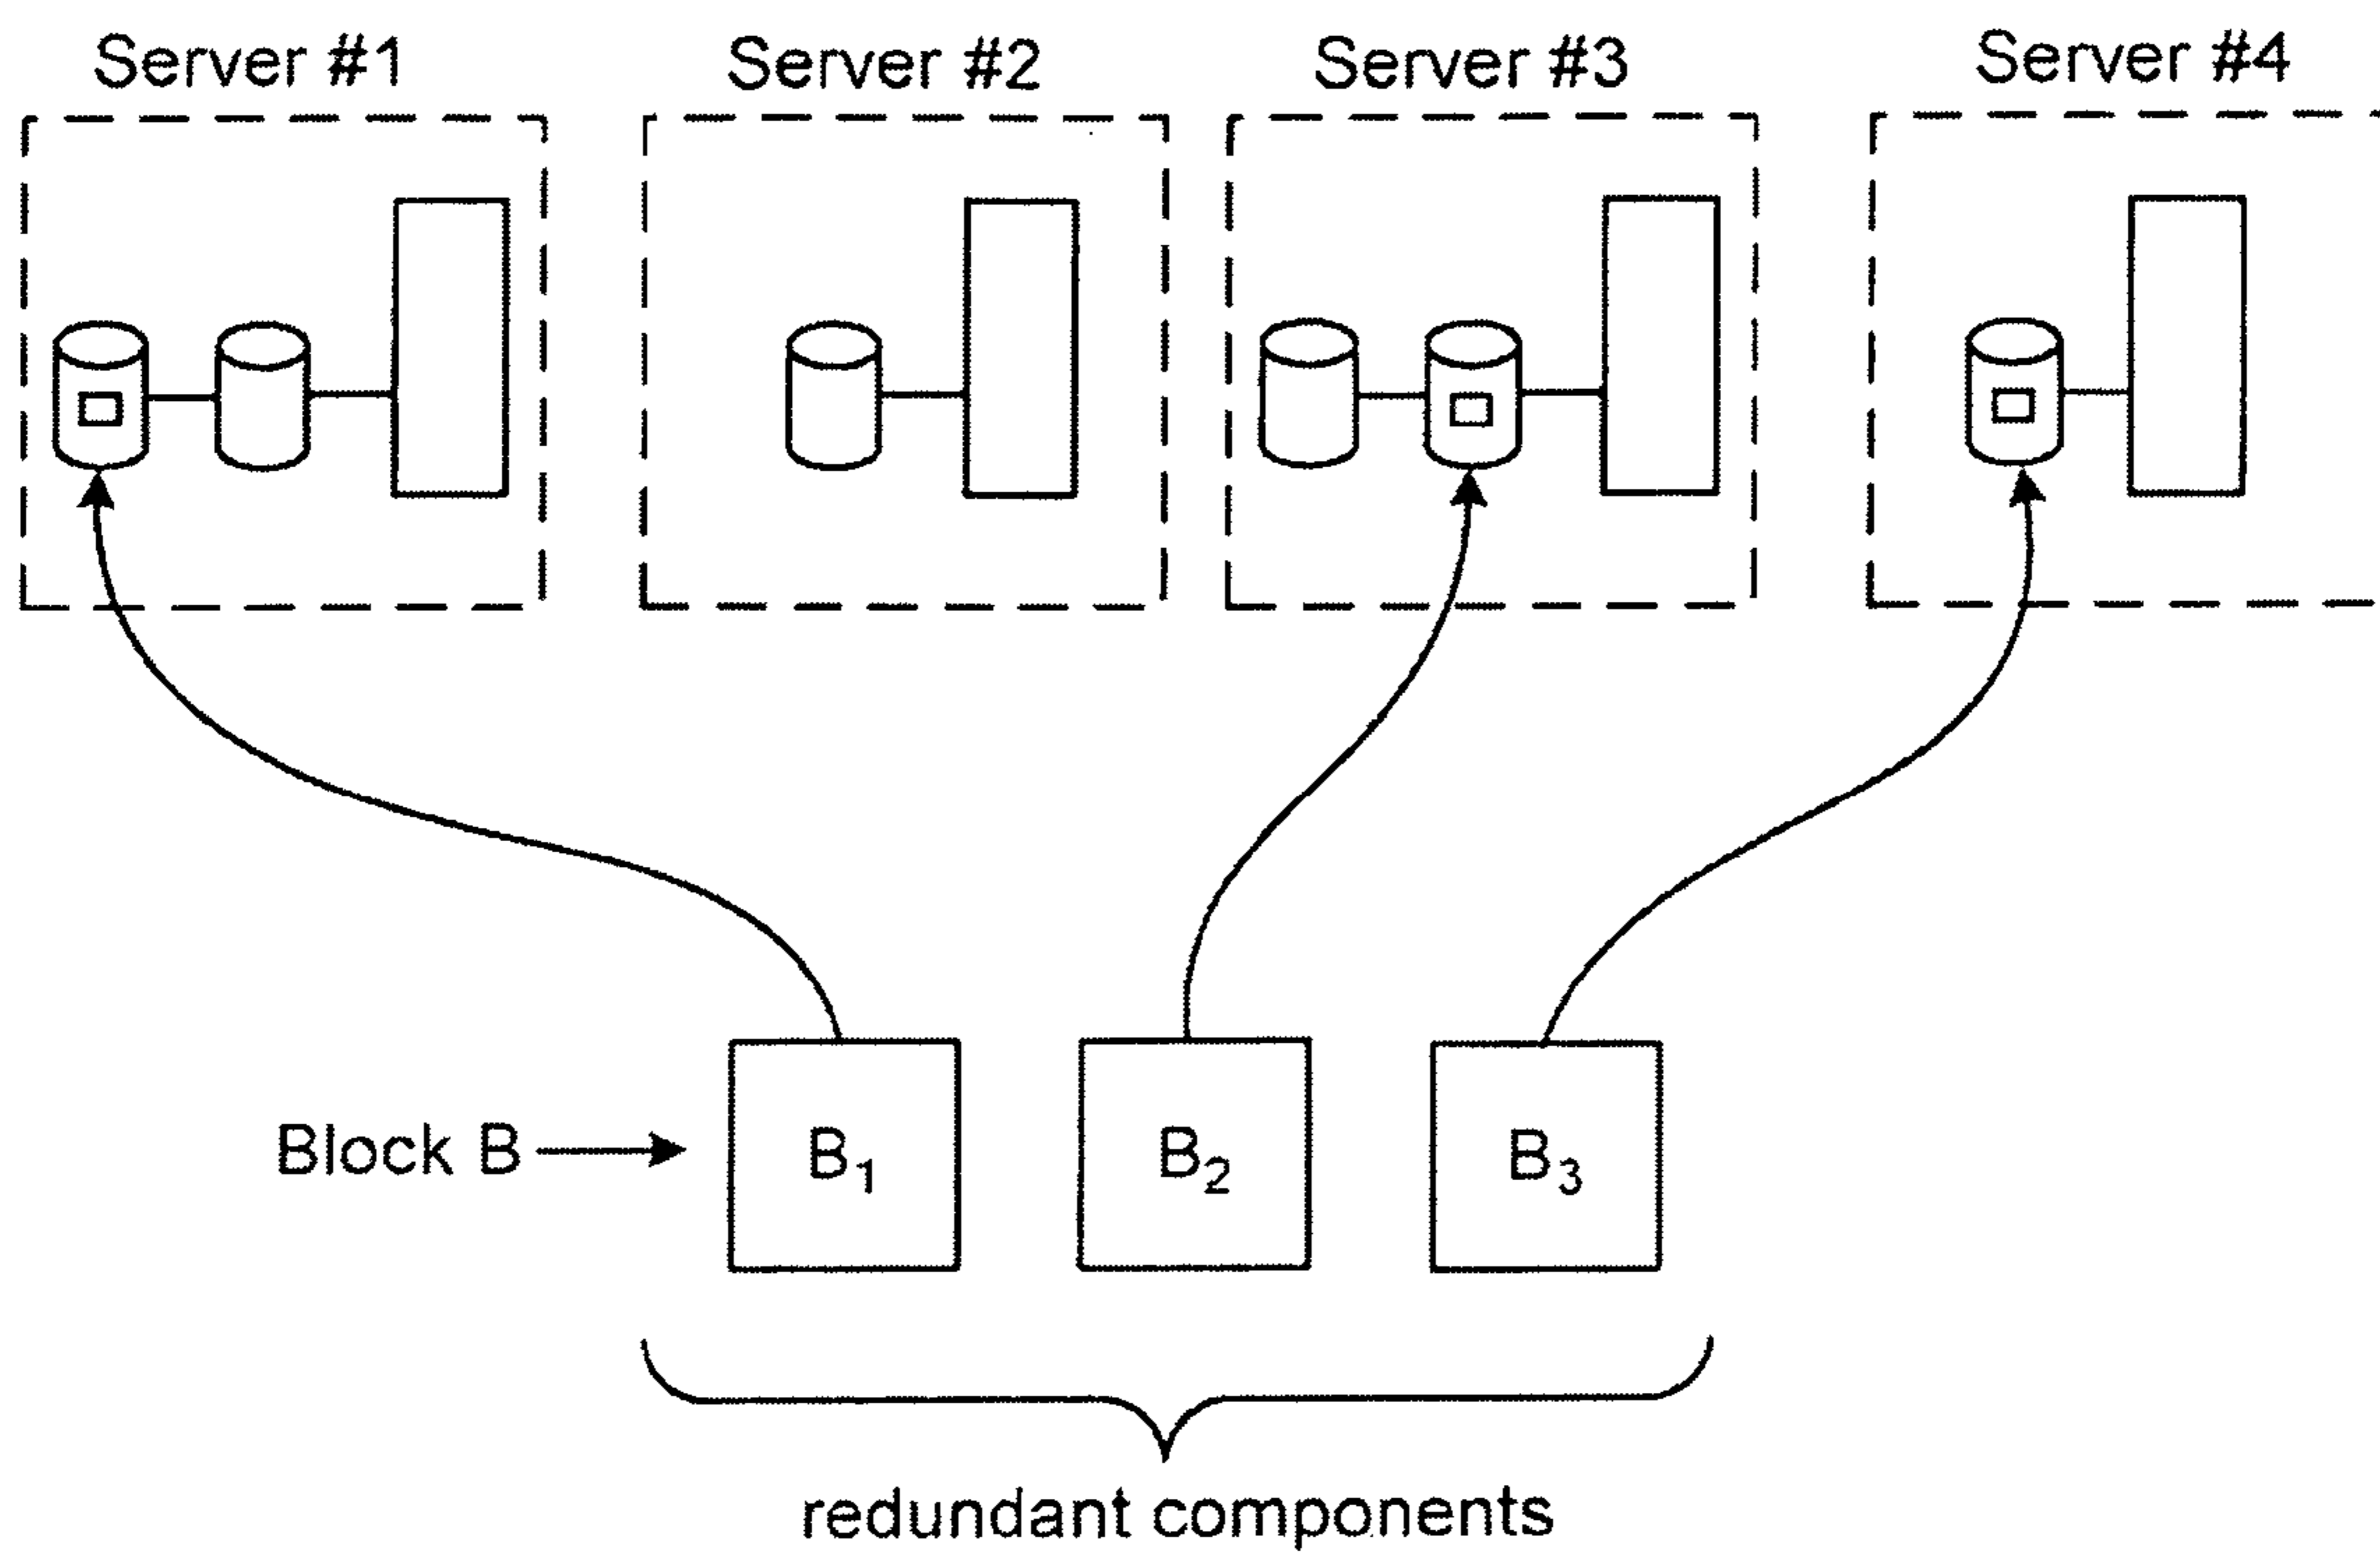 Server #1 Server #2 Server #3 Server #4
Block B B₁ B₂ B₃
redundant components